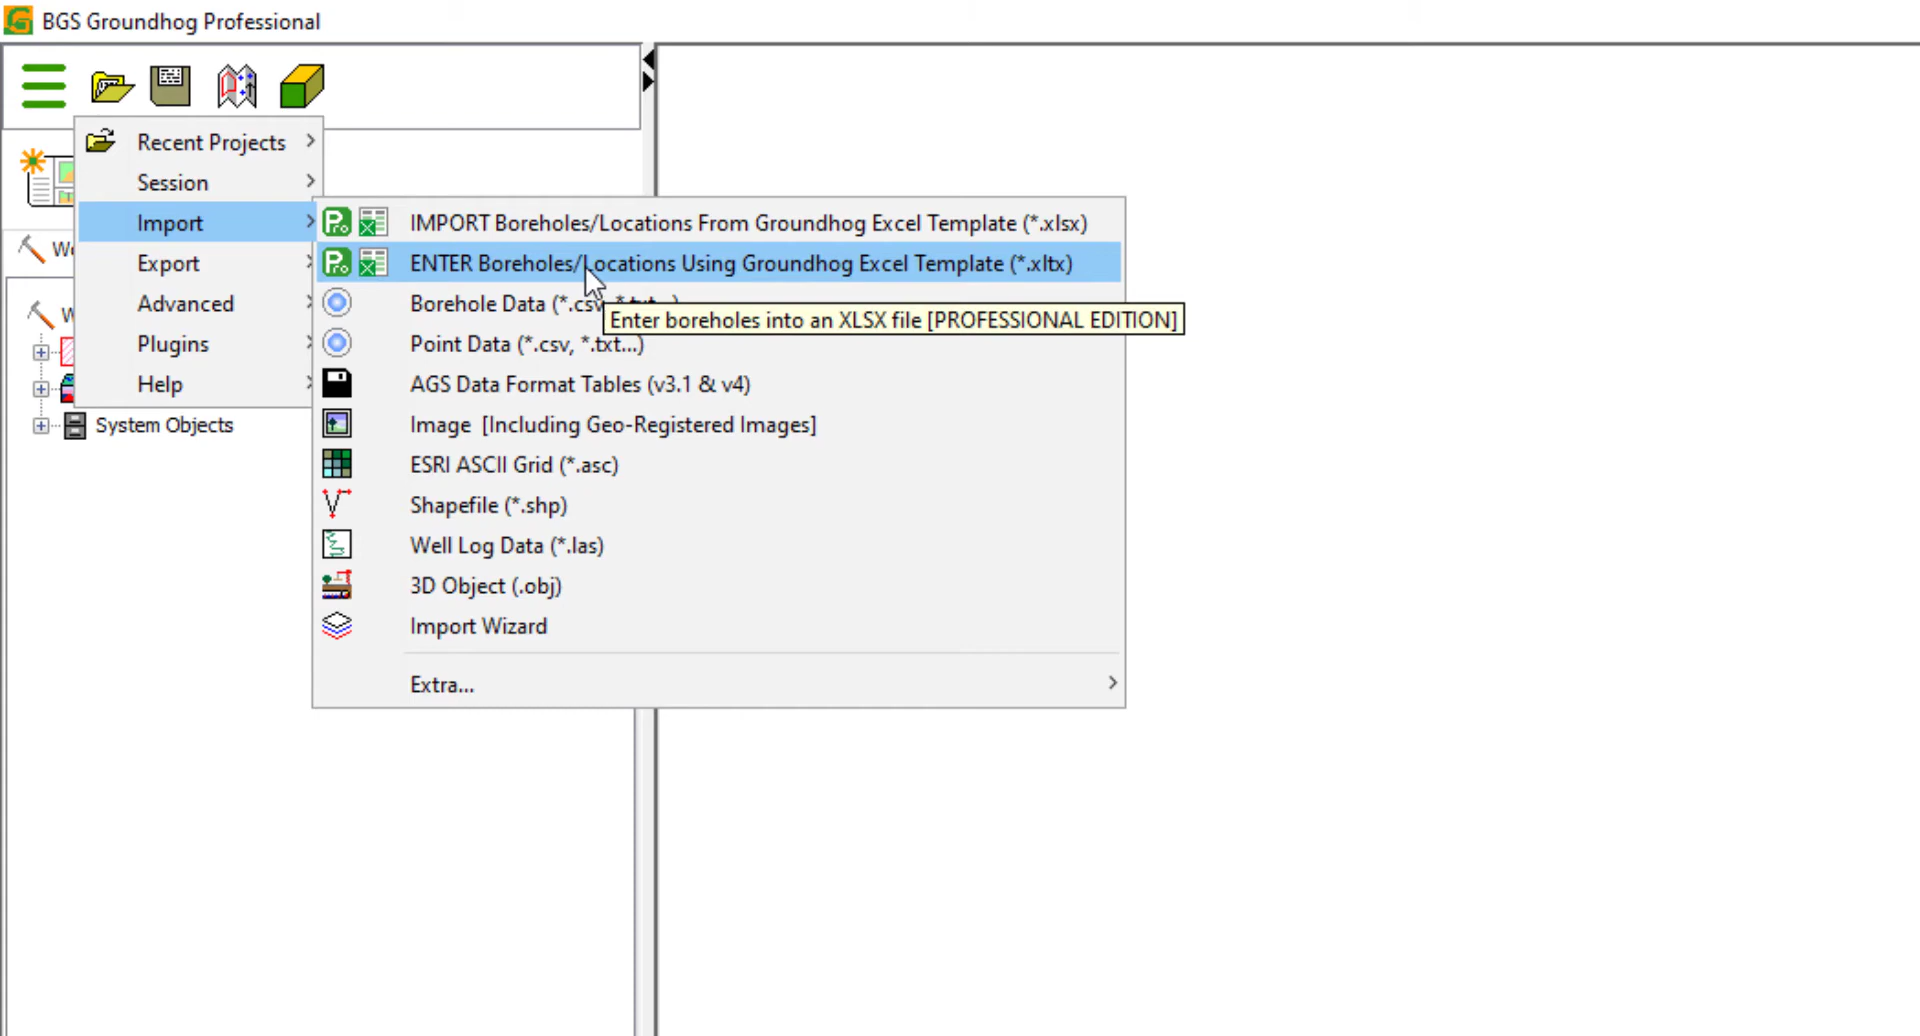 BGS Groundhog Professional
Recent Projects
Session
Import
Export
Advanced
Plugins
Help
System Objects
IMPORT Boreholes/Locations From Groundhog Excel Template (*.xlsx)
ENTER Boreholes/Locations Using Groundhog Excel Template (*.xltx)
Borehole Data (*.csv, *.txt...)
Enter boreholes into an XLSX file [PROFESSIONAL EDITION]
Point Data (*.csv, *.txt...)
AGS Data Format Tables (v3.1 & v4)
Image [Including Geo-Registered Images]
ESRI ASCII Grid (*.asc)
Shapefile (*.shp)
Well Log Data (*.las)
3D Object (.obj)
Import Wizard
Extra...